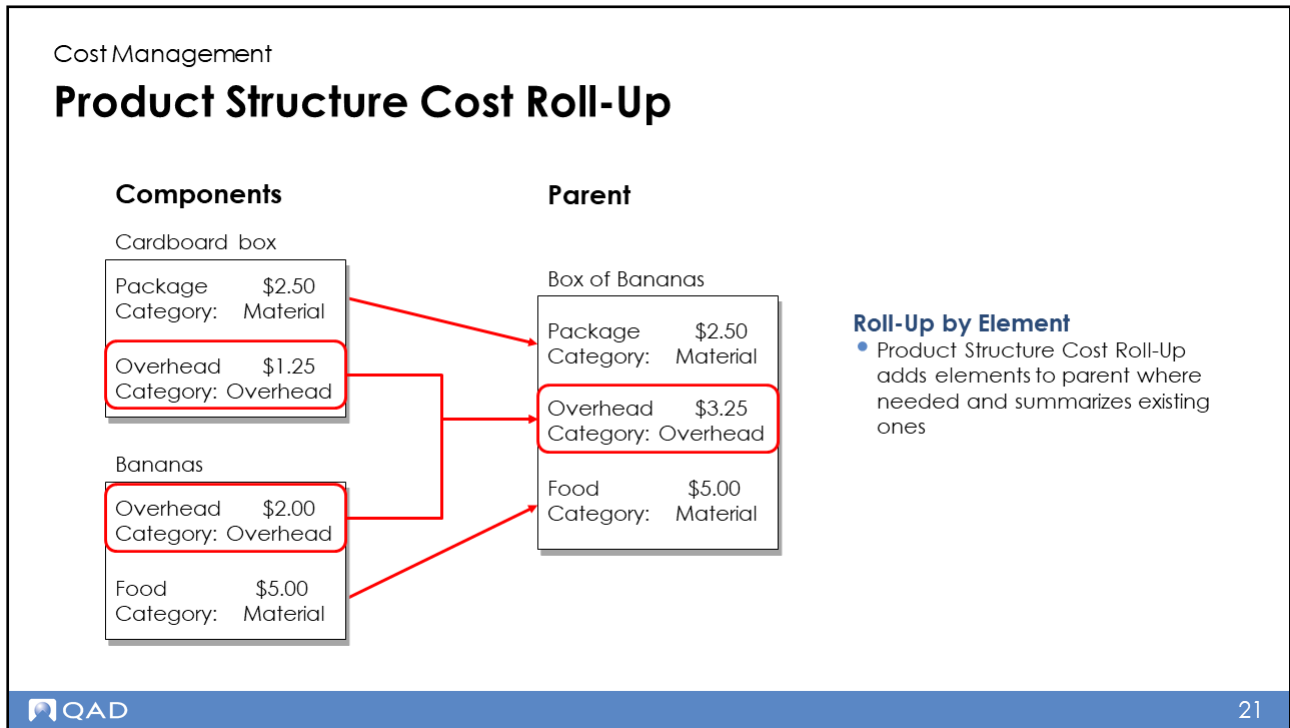 Cost Management
Product Structure Cost Roll-Up
Components
Cardboard box
Package $2.50
Category: Material
Overhead $1.25
Category: Overhead
Bananas
Overhead $2.00
Category: Overhead
Food $5.00
Category: Material
Parent
Box of Bananas
Package $2.50
Category: Material
Overhead $3.25
Category: Overhead
Food $5.00
Category: Material
Roll-Up by Element
• Product Structure Cost Roll-Up
adds elements to parent where
needed and summarizes existing
ones
QAD
21